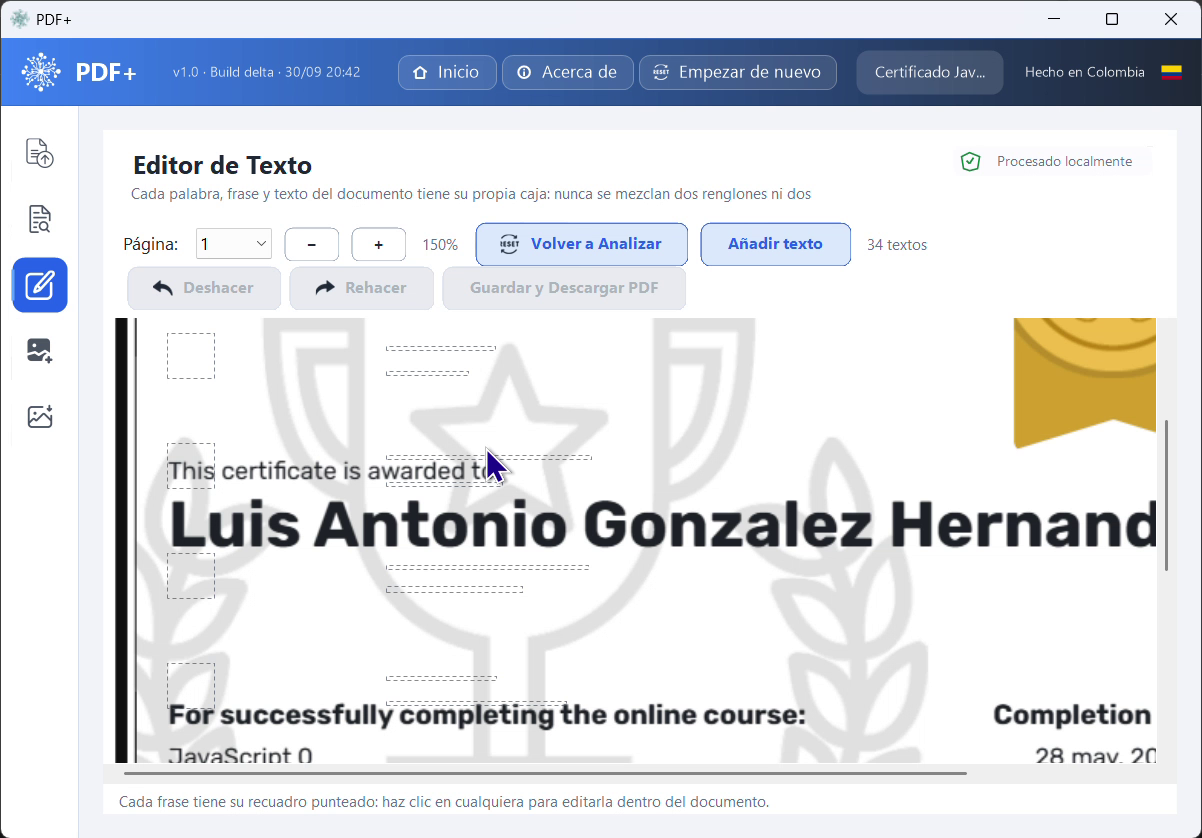 PDF+
PDF+
v1.0 · Build delta · 30/09 20:42
Inicio
Acerca de
RESET
Empezar de nuevo
Certificado Jav...
Hecho en Colombia
Editor de Texto
Procesado localmente
Cada palabra, frase y texto del documento tiene su propia caja: nunca se mezclan dos renglones ni dos
Página:
1
−
+
150%
RESET
Volver a Analizar
Añadir texto
34 textos
Deshacer
Rehacer
Guardar y Descargar PDF
This certificate is awarded to
Luis Antonio Gonzalez Hernand
For successfully completing the online course:
Completion
JavaScript 0
28 may. 20
Cada frase tiene su recuadro punteado: haz clic en cualquiera para editarla dentro del documento.